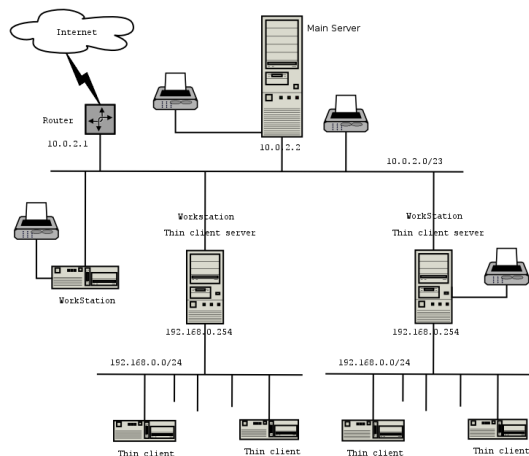 Internet
Main Server
Router
10.0.2.1
10.0.2.2
10.0.2.0/23
Workstation
Thin client server
WorkStation
Thin client server
WorkStation
192.168.0.254
192.168.0.254
192.168.0.0/24
192.168.0.0/24
Thin client
Thin client
Thin client
Thin client